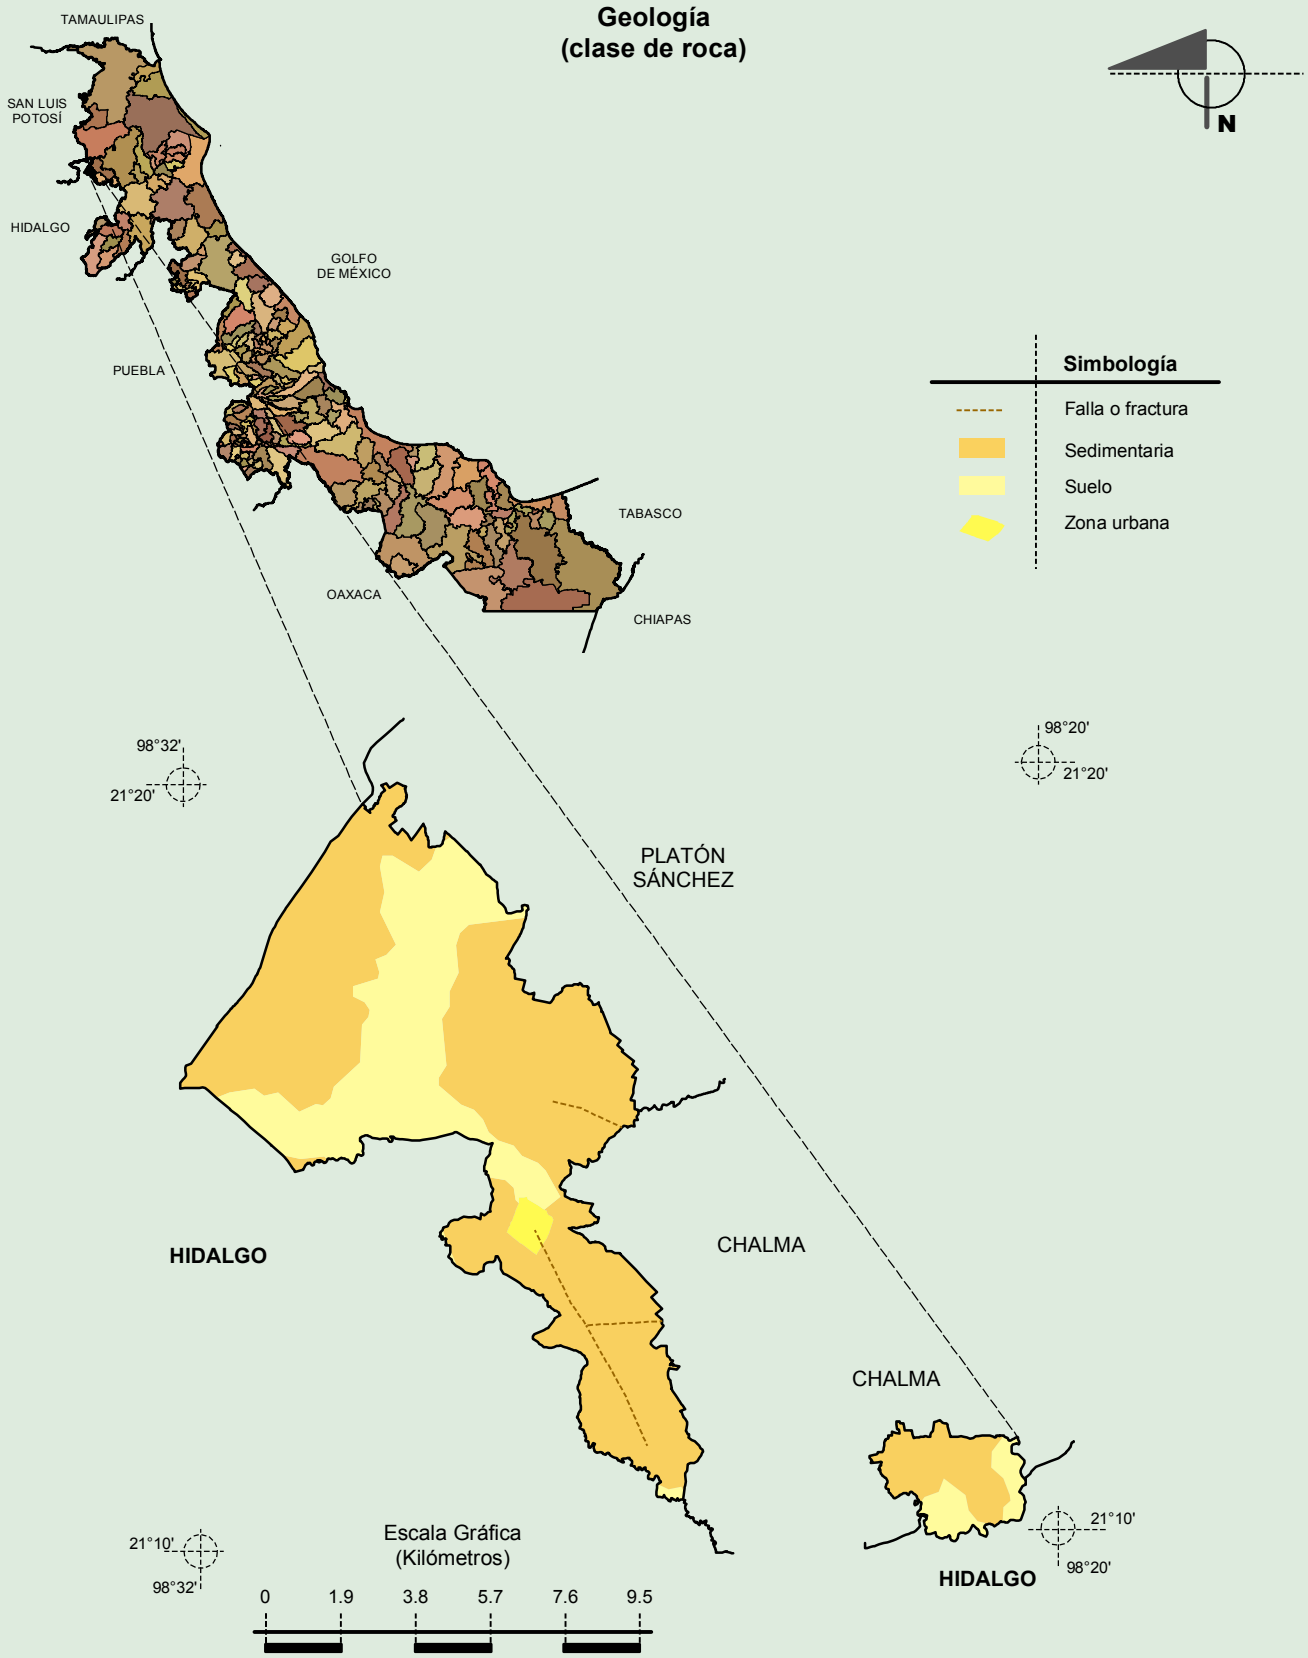 Geología
(clase de roca)
TAMAULIPAS
SAN LUIS
POTOSÍ
N
HIDALGO
GOLFO
DE MÉXICO
PUEBLA
Simbología
Falla o fractura
Sedimentaria
Suelo
Zona urbana
TABASCO
OAXACA
CHIAPAS
98°32'
21°20'
98°20'
21°20'
PLATÓN
SÁNCHEZ
HIDALGO
CHALMA
CHALMA
21°10'
98°32'
Escala Gráfica
(Kilómetros)
0 1.9 3.8 5.7 7.6 9.5
21°10'
98°20'
HIDALGO